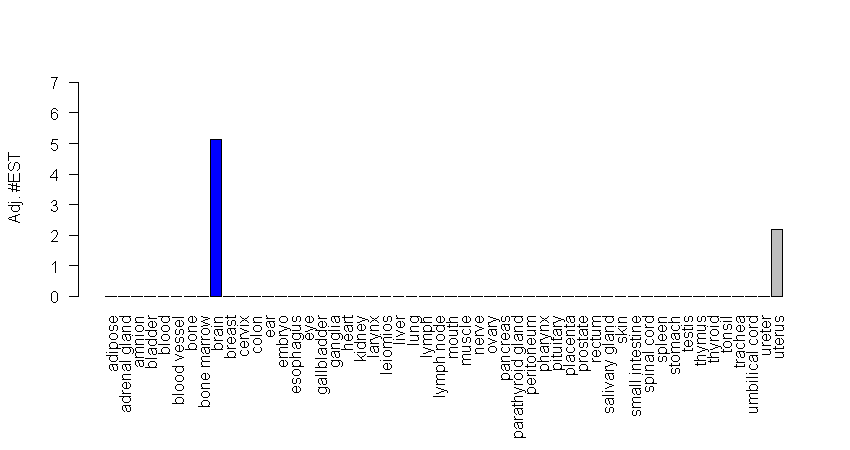 Adj. #EST
7
6
5
4
3
2
1
0
adipose
adrenal gland
amnion
bladder
blood
blood vessel
bone
bone marrow
brain
breast
cervix
colon
ear
embryo
esophagus
eye
gallbladder
ganglia
heart
kidney
larynx
leiomios
liver
lung
lymph
lymph node
mouth
muscle
nerve
ovary
pancreas
parathyroid gland
peritoneum
pharynx
pituitary
placenta
prostate
rectum
salivary gland
skin
small intestine
spinal cord
spleen
stomach
testis
thymus
thyroid
tonsil
trachea
umbilical cord
ureter
uterus